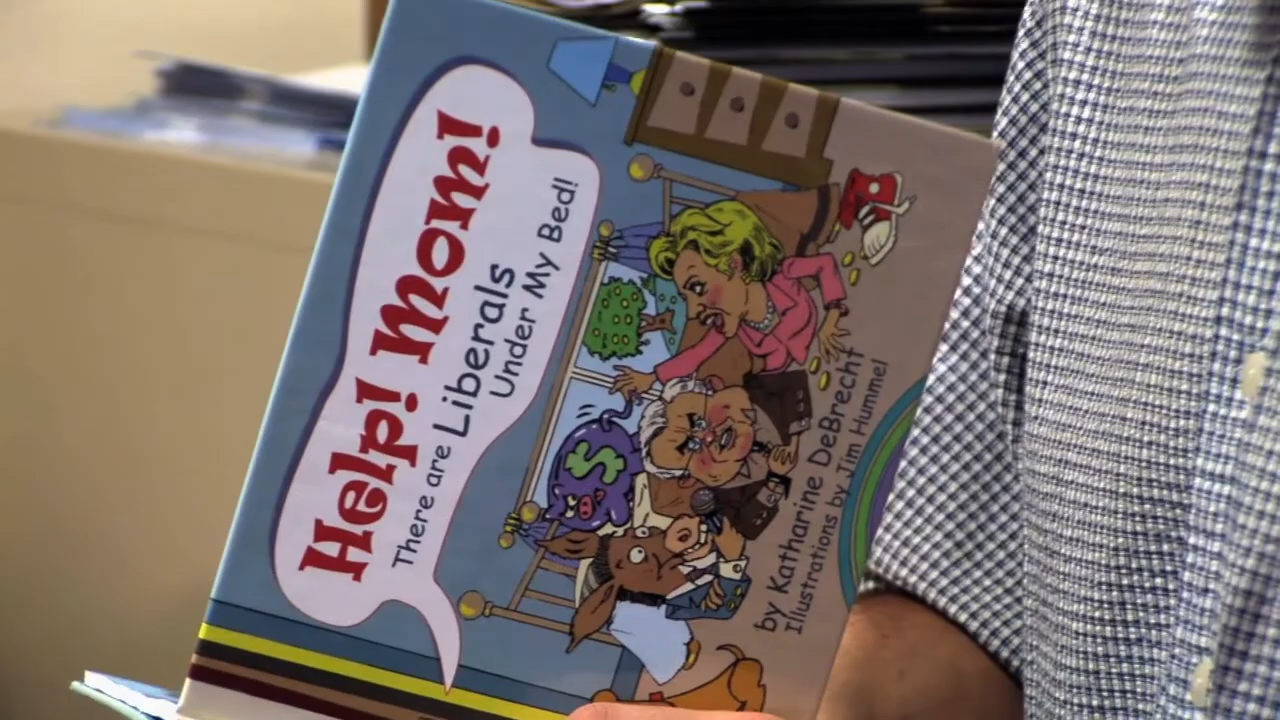 Help! Mom!
There are Liberals
Under My Bed!
$
by Katharine DeBrecht
Illustrations by Jim Hummel